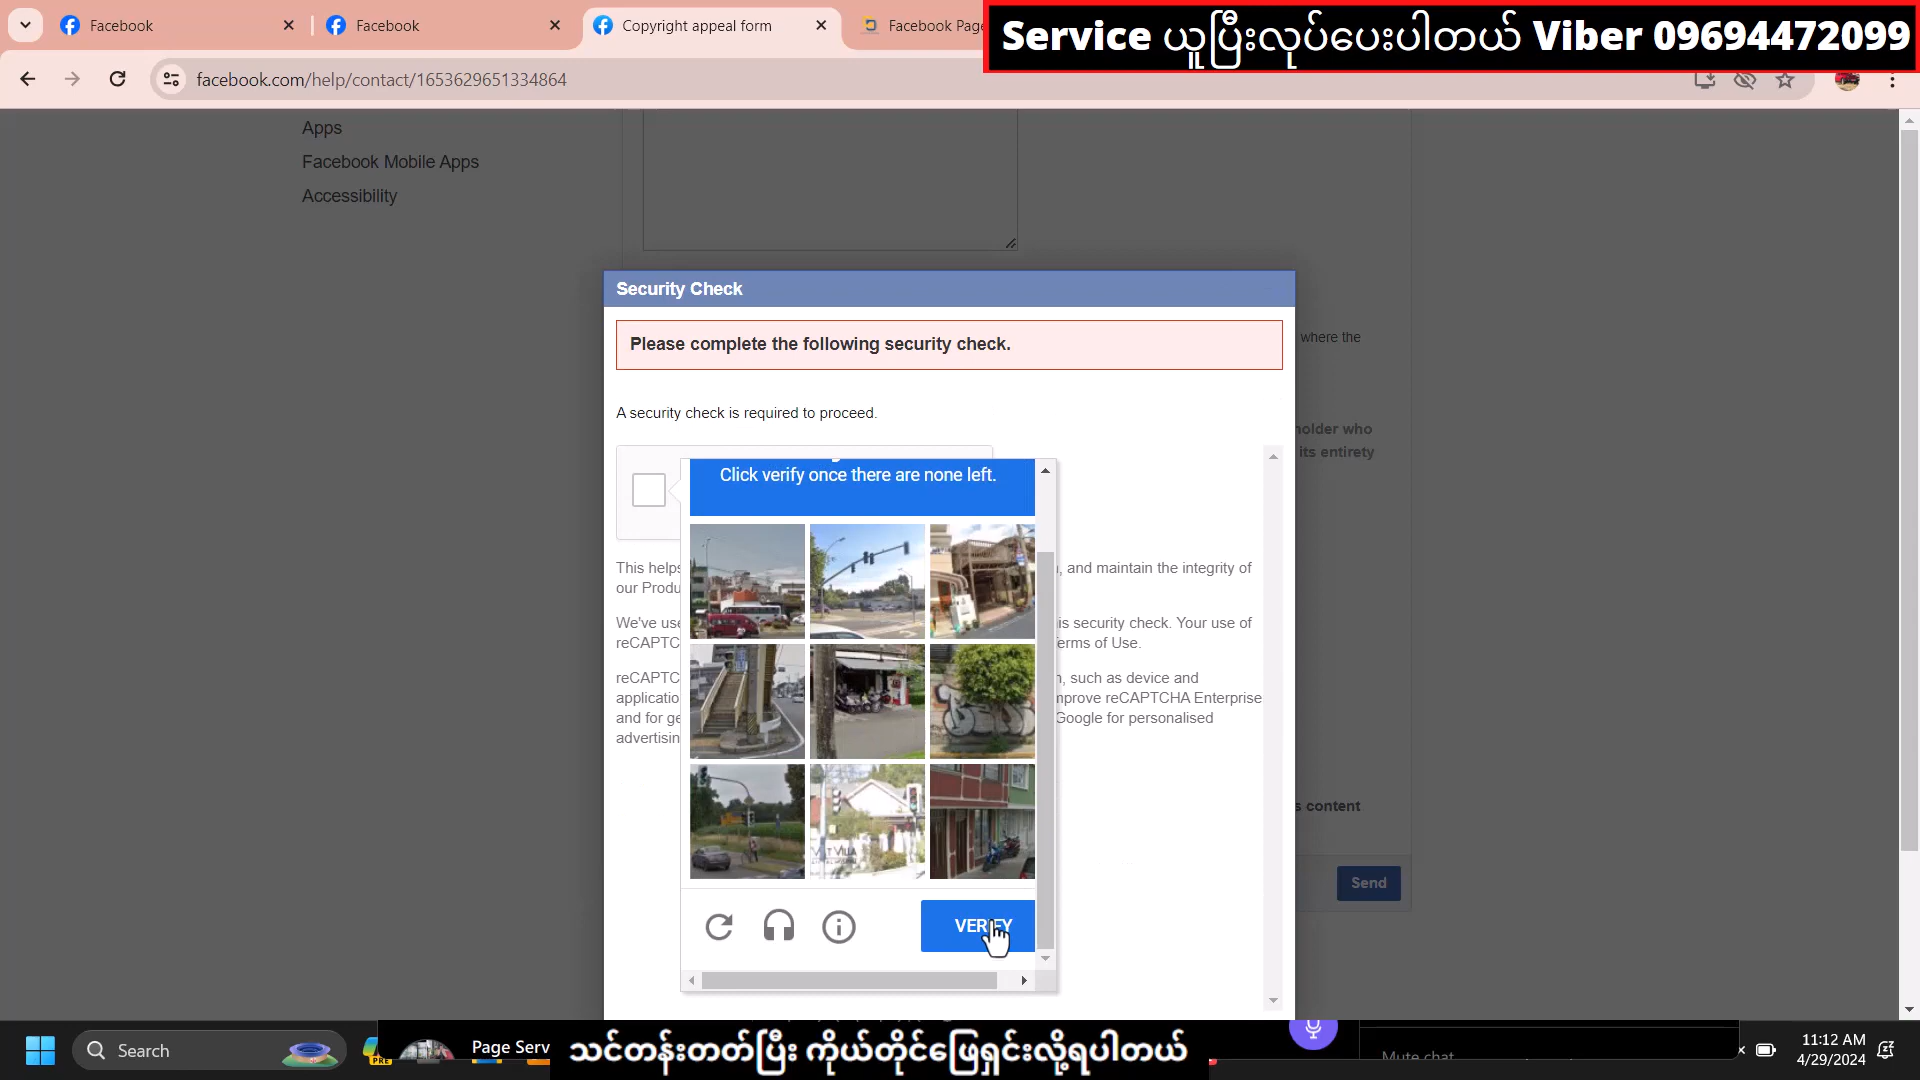 Facebook
Facebook
Copyright appeal form
Facebook Page
Service ယူပြီးလုပ်ပေးပါတယ် Viber 09694472099
facebook.com/help/contact/1653629651334864
Apps
Facebook Mobile Apps
Accessibility
Security Check
Please complete the following security check.
where the
A security check is required to proceed.
holder who
its entirety
Click verify once there are none left.
This helps
, and maintain the integrity of
our Produ
We've use
is security check. Your use of
reCAPTC
erms of Use.
reCAPTC
, such as device and
applicatio
mprove reCAPTCHA Enterprise
and for ge
Google for personalised
advertisin
s content
Send
VERIFY
Search
PRE
Page Serv
သင်တန်းတတ်ပြီး ကိုယ်တိုင်ဖြေရှင်းလို့ရပါတယ်
Mute chat
11:12 AM
4/29/2024